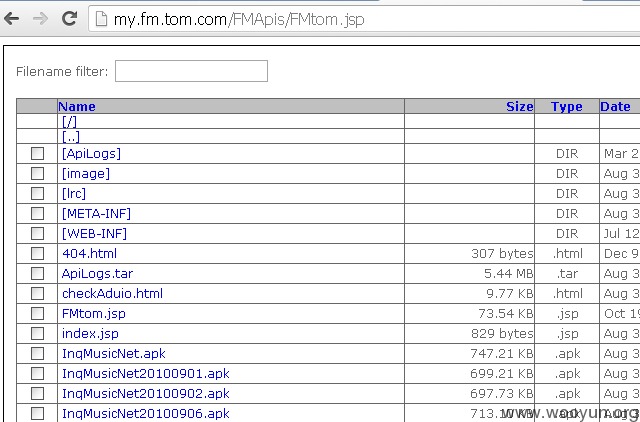 my.fm.tom.com/FMApis/FMtom.jsp
Filename filter:
Name Size Type Date
[/]
[..]
[ApiLogs] DIR Mar 2
[image] DIR Aug 3
[lrc] DIR Aug 3
[META-INF] DIR Aug 3
[WEB-INF] DIR Jul 12
404.html 307 bytes .html Dec 9
ApiLogs.tar 5.44 MB .tar Aug 3
checkAduio.html 9.77 KB .html Aug 3
FMtom.jsp 73.54 KB .jsp Oct 19
index.jsp 829 bytes .jsp Aug 3
InqMusicNet.apk 747.21 KB .apk Aug 3
InqMusicNet20100901.apk 699.21 KB .apk Aug 3
InqMusicNet20100902.apk 697.73 KB .apk Aug 3
InqMusicNet20100906.apk 713.10 KB .apk Aug 3
www.wooyun.org